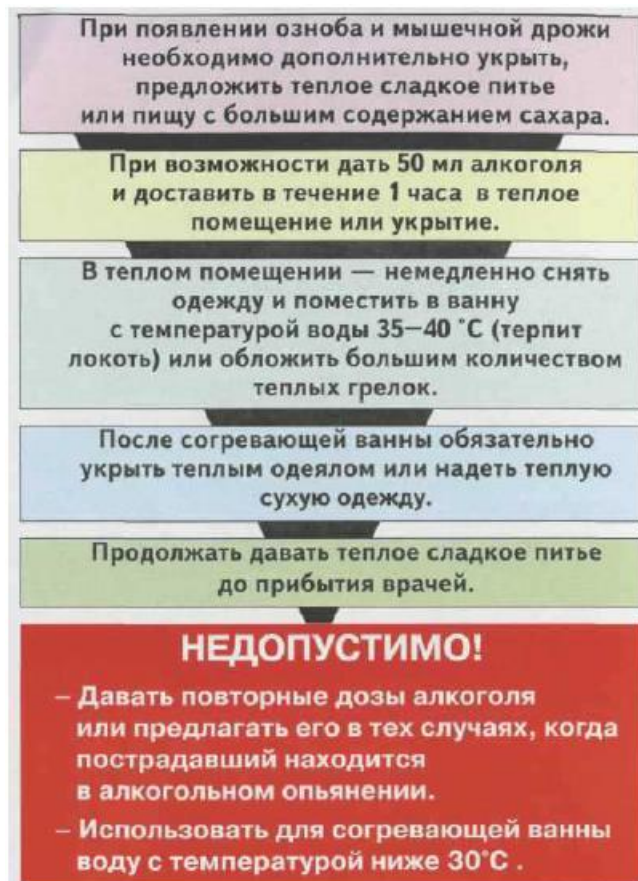 При появлении озноба и мышечной дрожи
необходимо дополнительно укрыть,
предложить теплое сладкое питье
или пищу с большим содержанием сахара.
При возможности дать 50 мл алкоголя
и доставить в течение 1 часа в теплое
помещение или укрытие.
В теплом помещении — немедленно снять
одежду и поместить в ванну
с температурой воды 35—40 °С (терпит
локоть) или обложить большим количеством
теплых грелок.
После согревающей ванны обязательно
укрыть теплым одеялом или надеть теплую
сухую одежду.
Продолжать давать теплое сладкое питье
до прибытия врачей.
НЕДОПУСТИМО!
– Давать повторные дозы алкоголя
или предлагать его в тех случаях, когда
пострадавший находится
в алкогольном опьянении.
– Использовать для согревающей ванны
воду с температурой ниже 30°С .